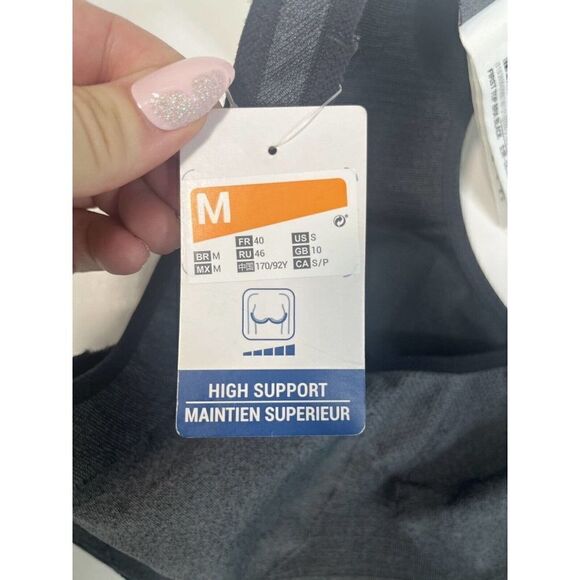 M
FR 40 US S
BR M RU 46 GB 10
MX M 中国 170/92Y CA S/P
HIGH SUPPORT
MAINTIEN SUPERIEUR